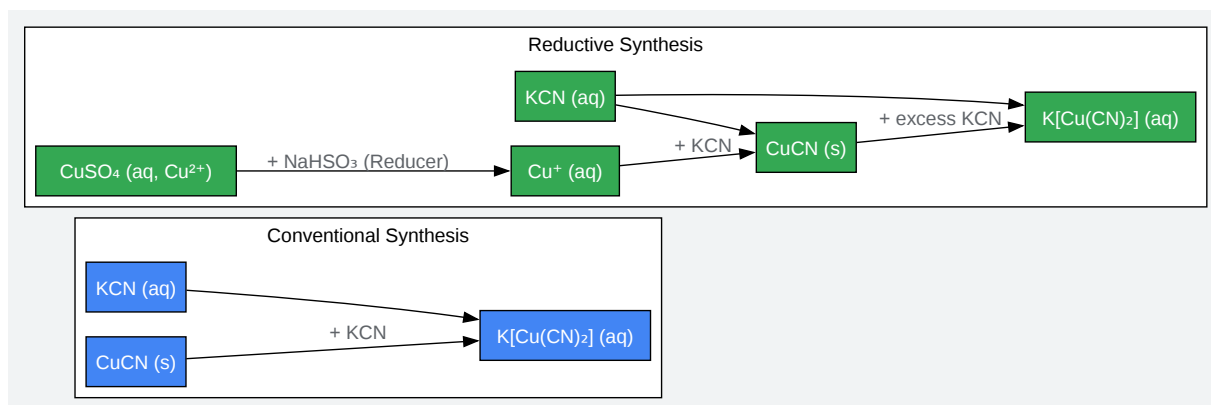 Reductive Synthesis
KCN (aq)
+ excess KCN
K[Cu(CN)₂] (aq)
+ KCN
CuCN (s)
CuSO₄ (aq, Cu²⁺)
+ NaHSO₃ (Reducer)
Cu⁺ (aq)
Conventional Synthesis
KCN (aq)
+ KCN
K[Cu(CN)₂] (aq)
CuCN (s)